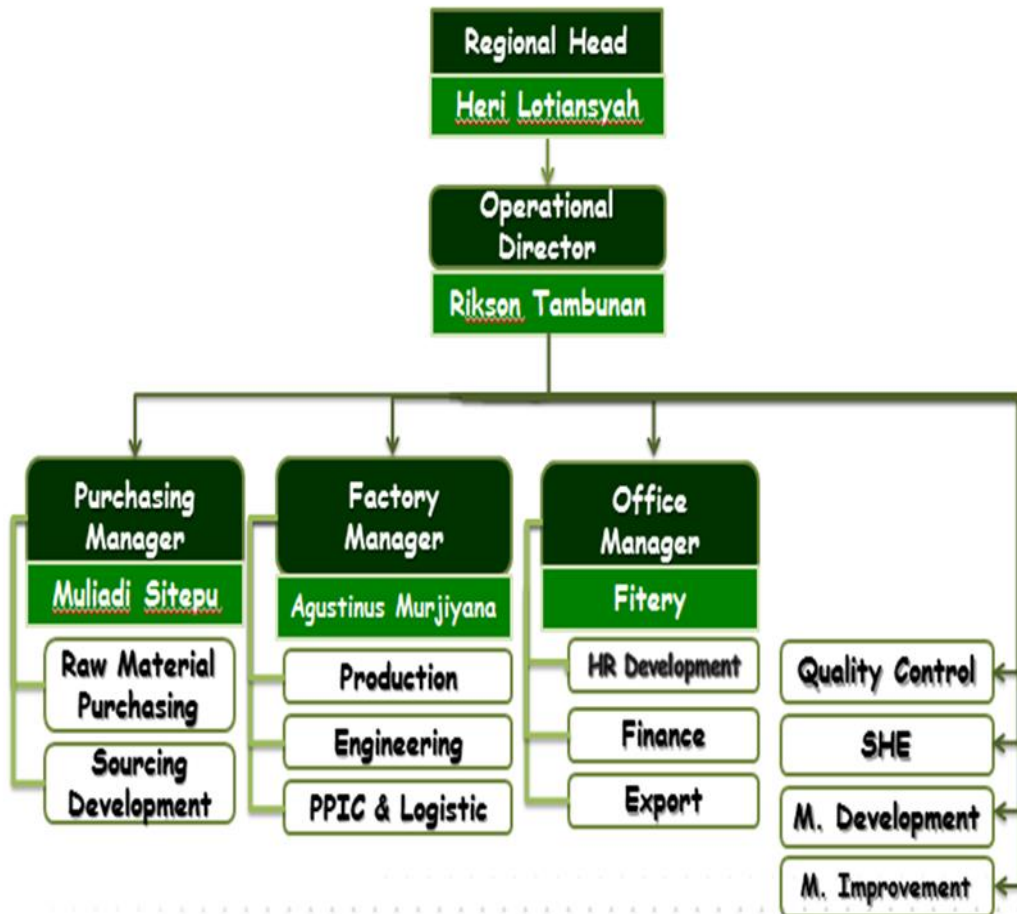 Regional Head
Heri Lotiansyah
Operational
Director
Rikson Tambunan
Purchasing
Manager
Muliadi Sitepu
Raw Material
Purchasing
Sourcing
Development
Factory
Manager
Agustinus Murjiyana
Production
Engineering
PPIC & Logistic
Office
Manager
Fitery
HR Development
Finance
Export
Quality Control
SHE
M. Development
M. Improvement